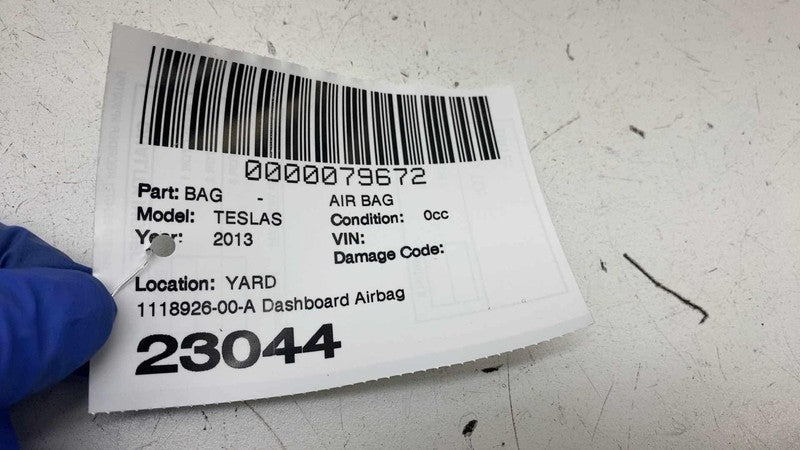 0000079672
Part: BAG - AIR BAG
Model: TESLAS Condition: 0cc
Year: 2013 VIN:
Damage Code:
Location: YARD
1118926-00-A Dashboard Airbag
23044